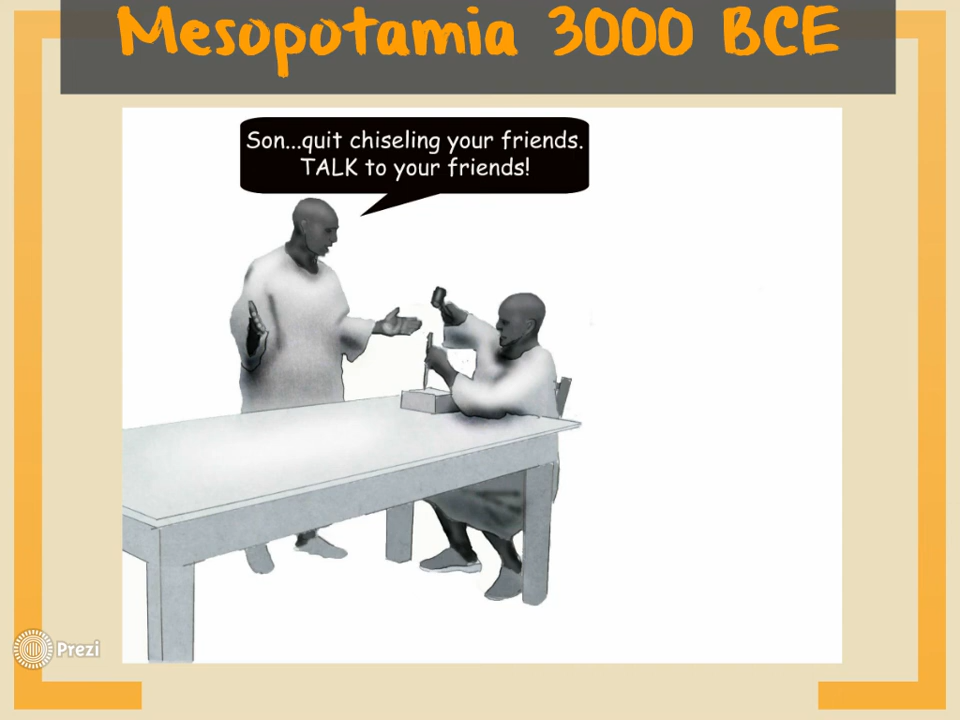 Mesopotamia 3000 BCE
Son...quit chiseling your friends.
TALK to your friends!
Prezi